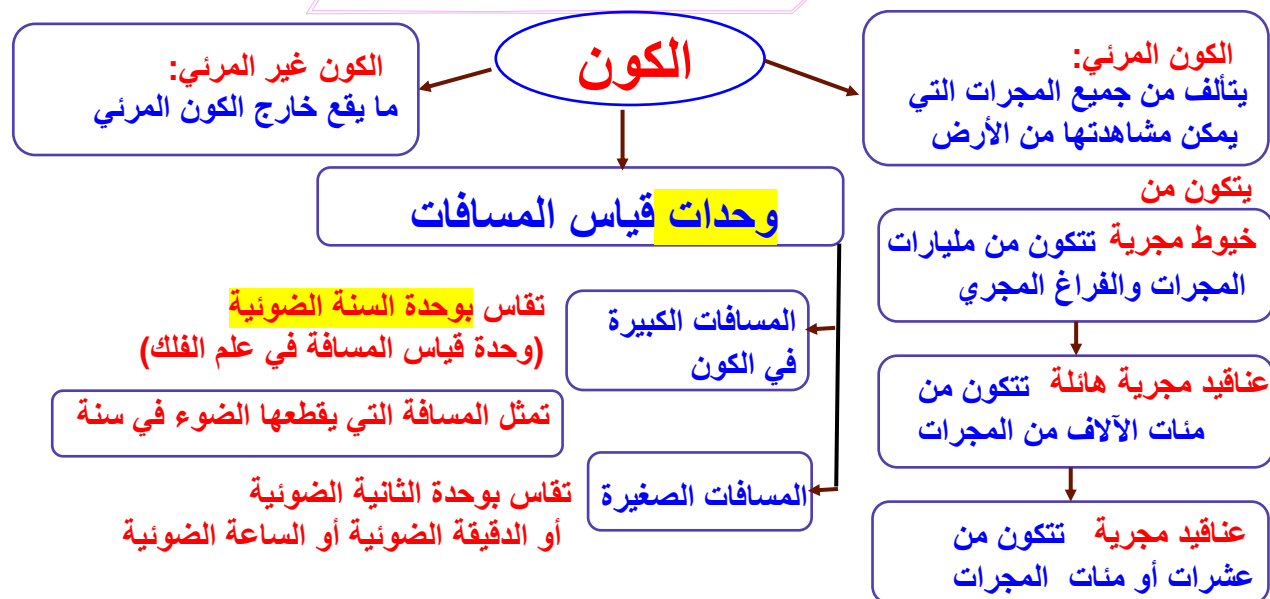 الكون
الكون المرئي:
يتألف من جميع المجرات التي
يمكن مشاهدتها من الأرض
الكون غير المرئي:
ما يقع خارج الكون المرئي
يتكون من
خيوط مجرية تتكون من مليارات
المجرات والفراغ المجري
عناقيد مجرية هائلة تتكون من
مئات الآلاف من المجرات
عناقيد مجرية تتكون من
عشرات أو مئات المجرات
وحدات قياس المسافات
المسافات الكبيرة
في الكون
تقاس بوحدة السنة الضوئية
(وحدة قياس المسافة في علم الفلك)
تمثل المسافة التي يقطعها الضوء في سنة
المسافات الصغيرة
تقاس بوحدة الثانية الضوئية
أو الدقيقة الضوئية أو الساعة الضوئية